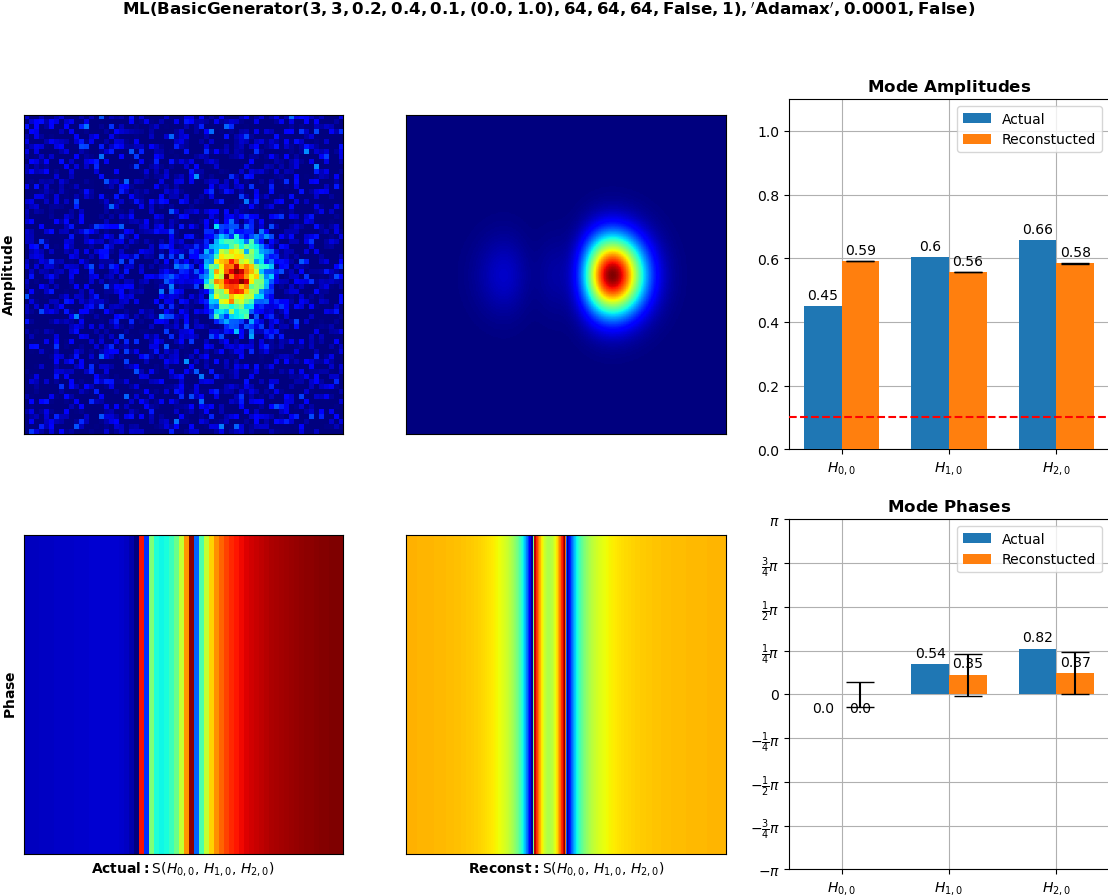 ML(BasicGenerator(3, 3, 0.2, 0.4, 0.1, (0.0, 1.0), 64, 64, 64, False, 1), 'Adamax', 0.0001, False)
Amplitude
Mode Amplitudes
Actual
Reconstucted
1.0
0.8
0.6
0.4
0.2
0.0
0.45
0.59
0.6
0.56
0.66
0.58
H0,0
H1,0
H2,0
Phase
Actual: S(H0,0, H1,0, H2,0)
Reconst: S(H0,0, H1,0, H2,0)
Mode Phases
Actual
Reconstucted
π
3/4π
1/2π
1/4π
0
−1/4π
−1/2π
−3/4π
−π
0.0
0.0
0.54
0.35
0.82
0.37
H0,0
H1,0
H2,0